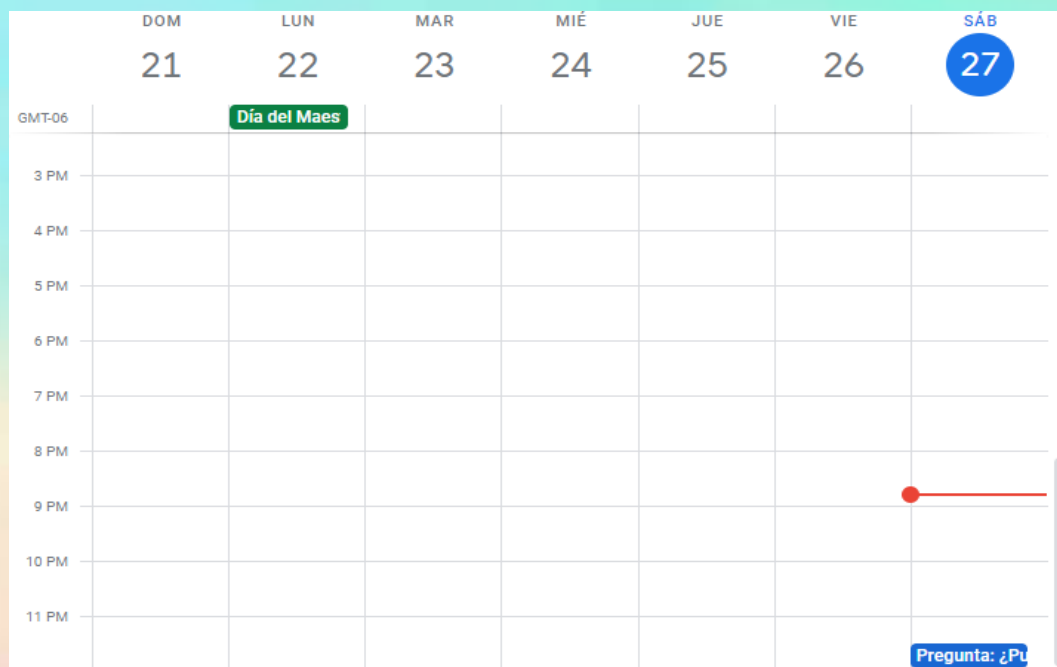 DOM LUN MAR MIÉ JUE VIE SÁB
21 22 23 24 25 26 27
GMT-06 Día del Maes
3 PM
4 PM
5 PM
6 PM
7 PM
8 PM
9 PM
10 PM
11 PM
Pregunta: ¿Pu